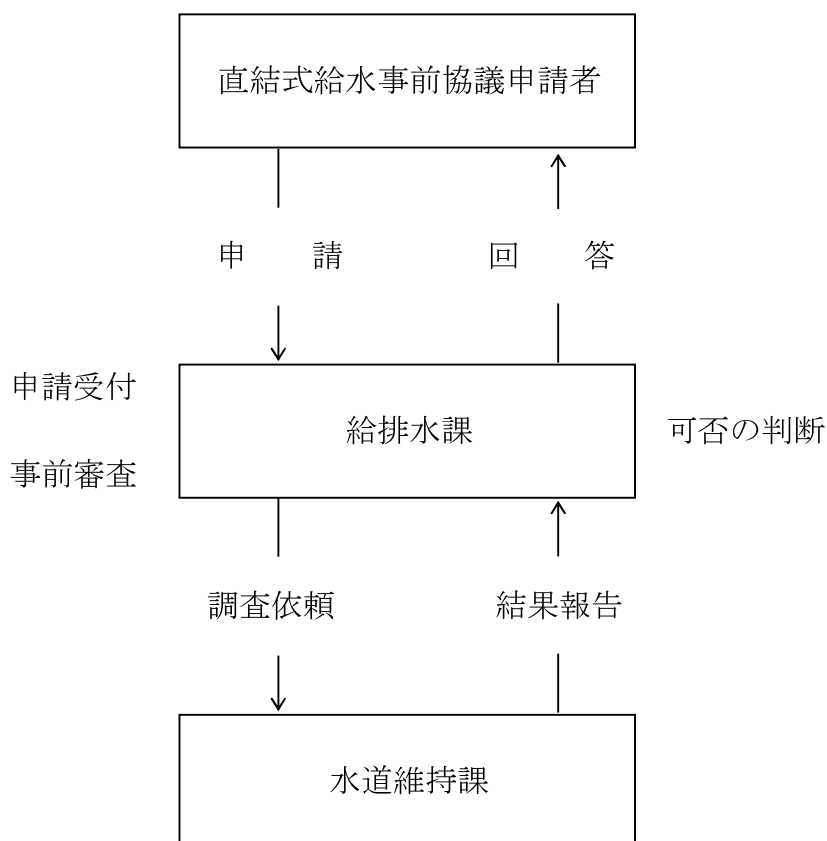 直結式給水事前協議申請者
申　　請
回　　答
申請受付
事前審査
給排水課
可否の判断
調査依頼
結果報告
水道維持課